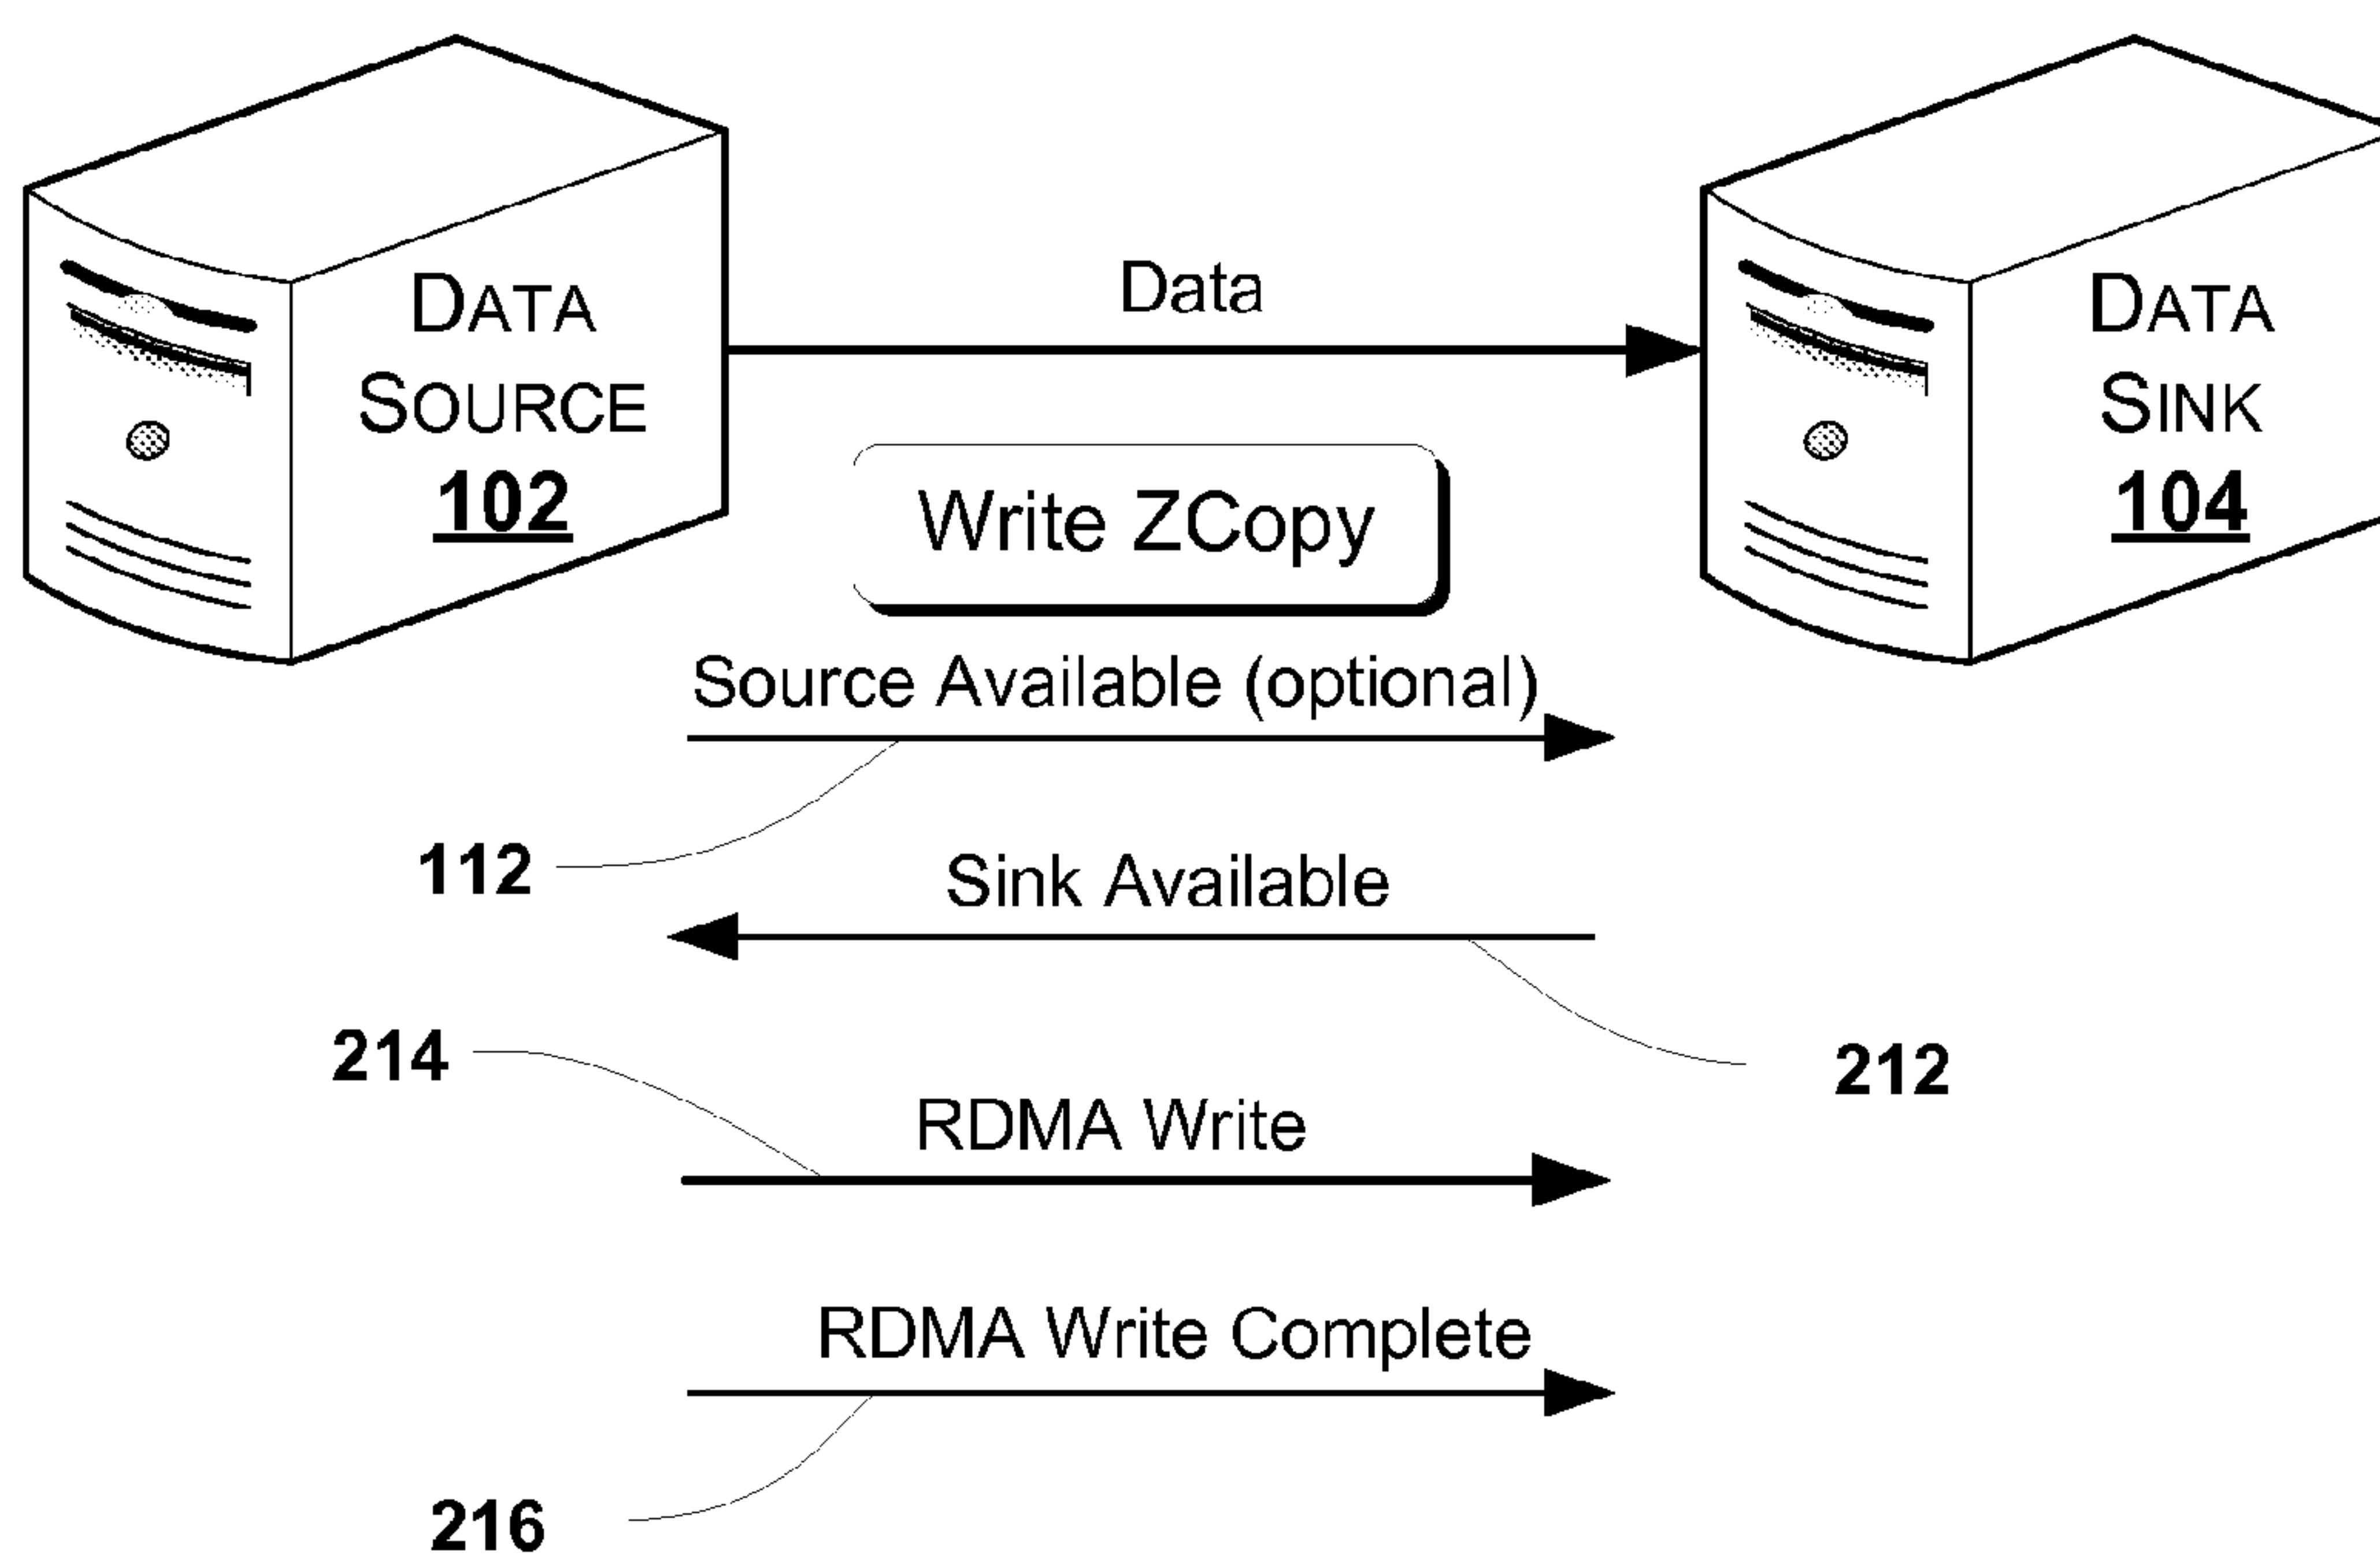 DATA
SOURCE
102
Data
DATA
SINK
104
Write ZCopy
Source Available (optional)
112
Sink Available
212
214
RDMA Write
RDMA Write Complete
216